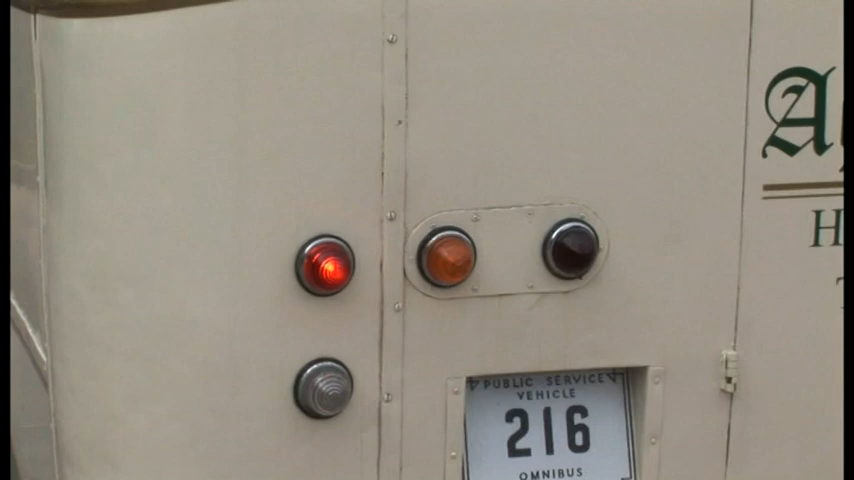 A
H
PUBLIC SERVICE
VEHICLE
216
OMNIBUS